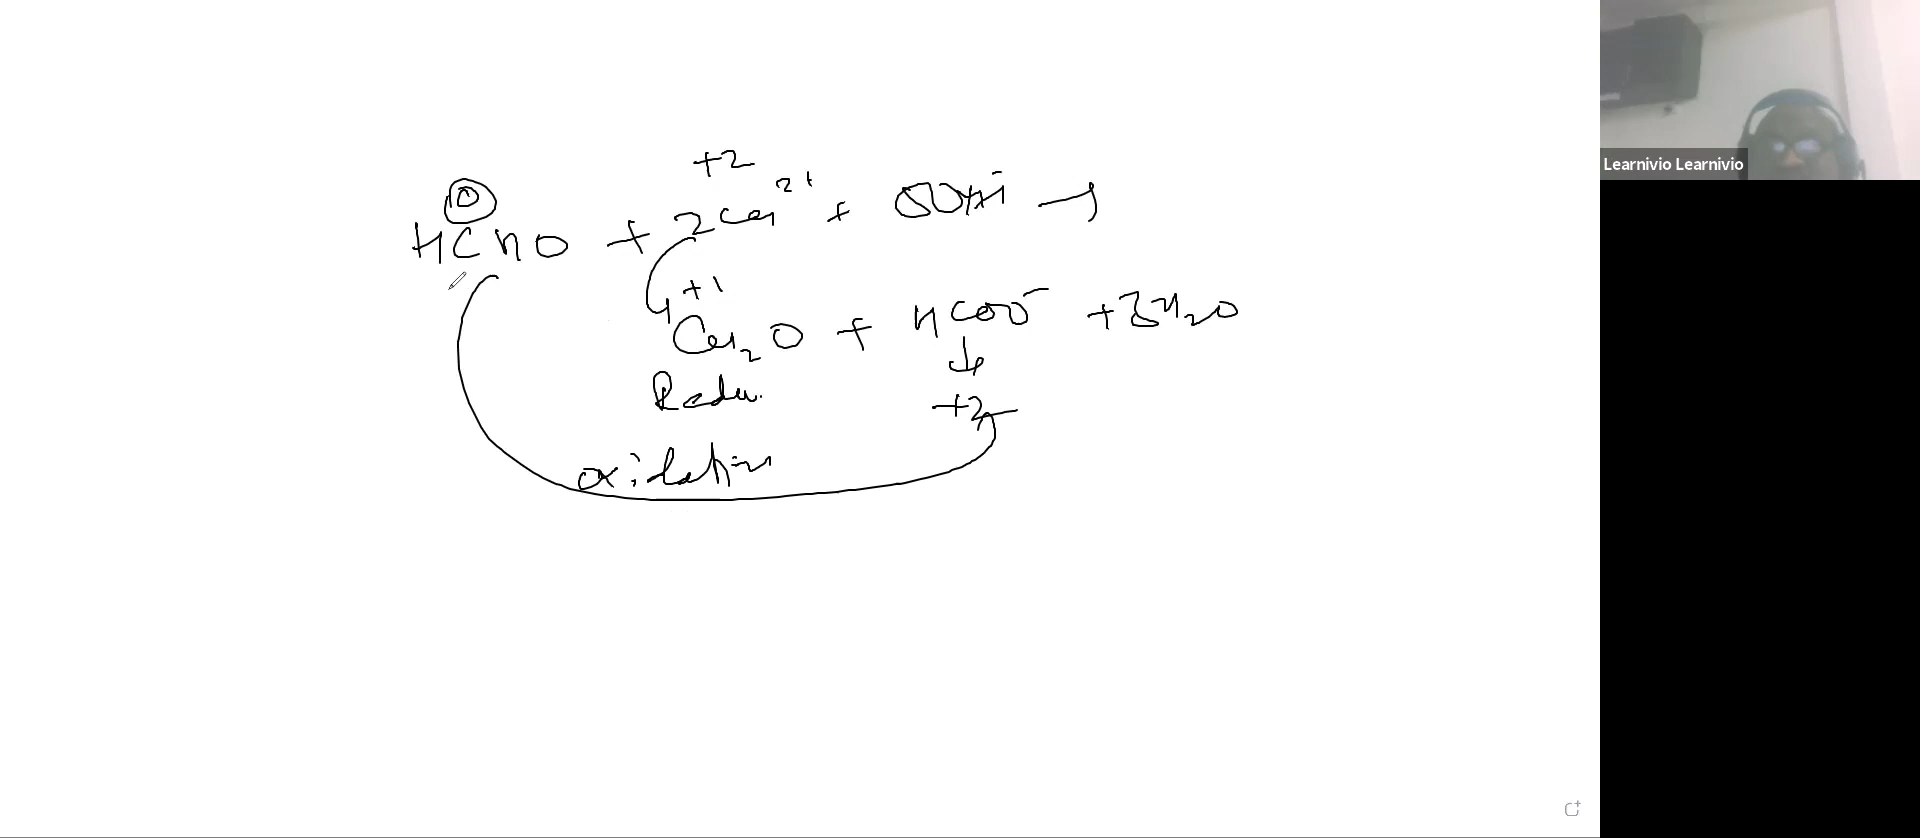 +2
0
HCHO + 2Cu²⁺ + 5OH⁻ →
+1
Cu₂O + HCOO⁻ + 3H₂O
↓
Redu.
+2
oxidation
Learnivio Learnivio